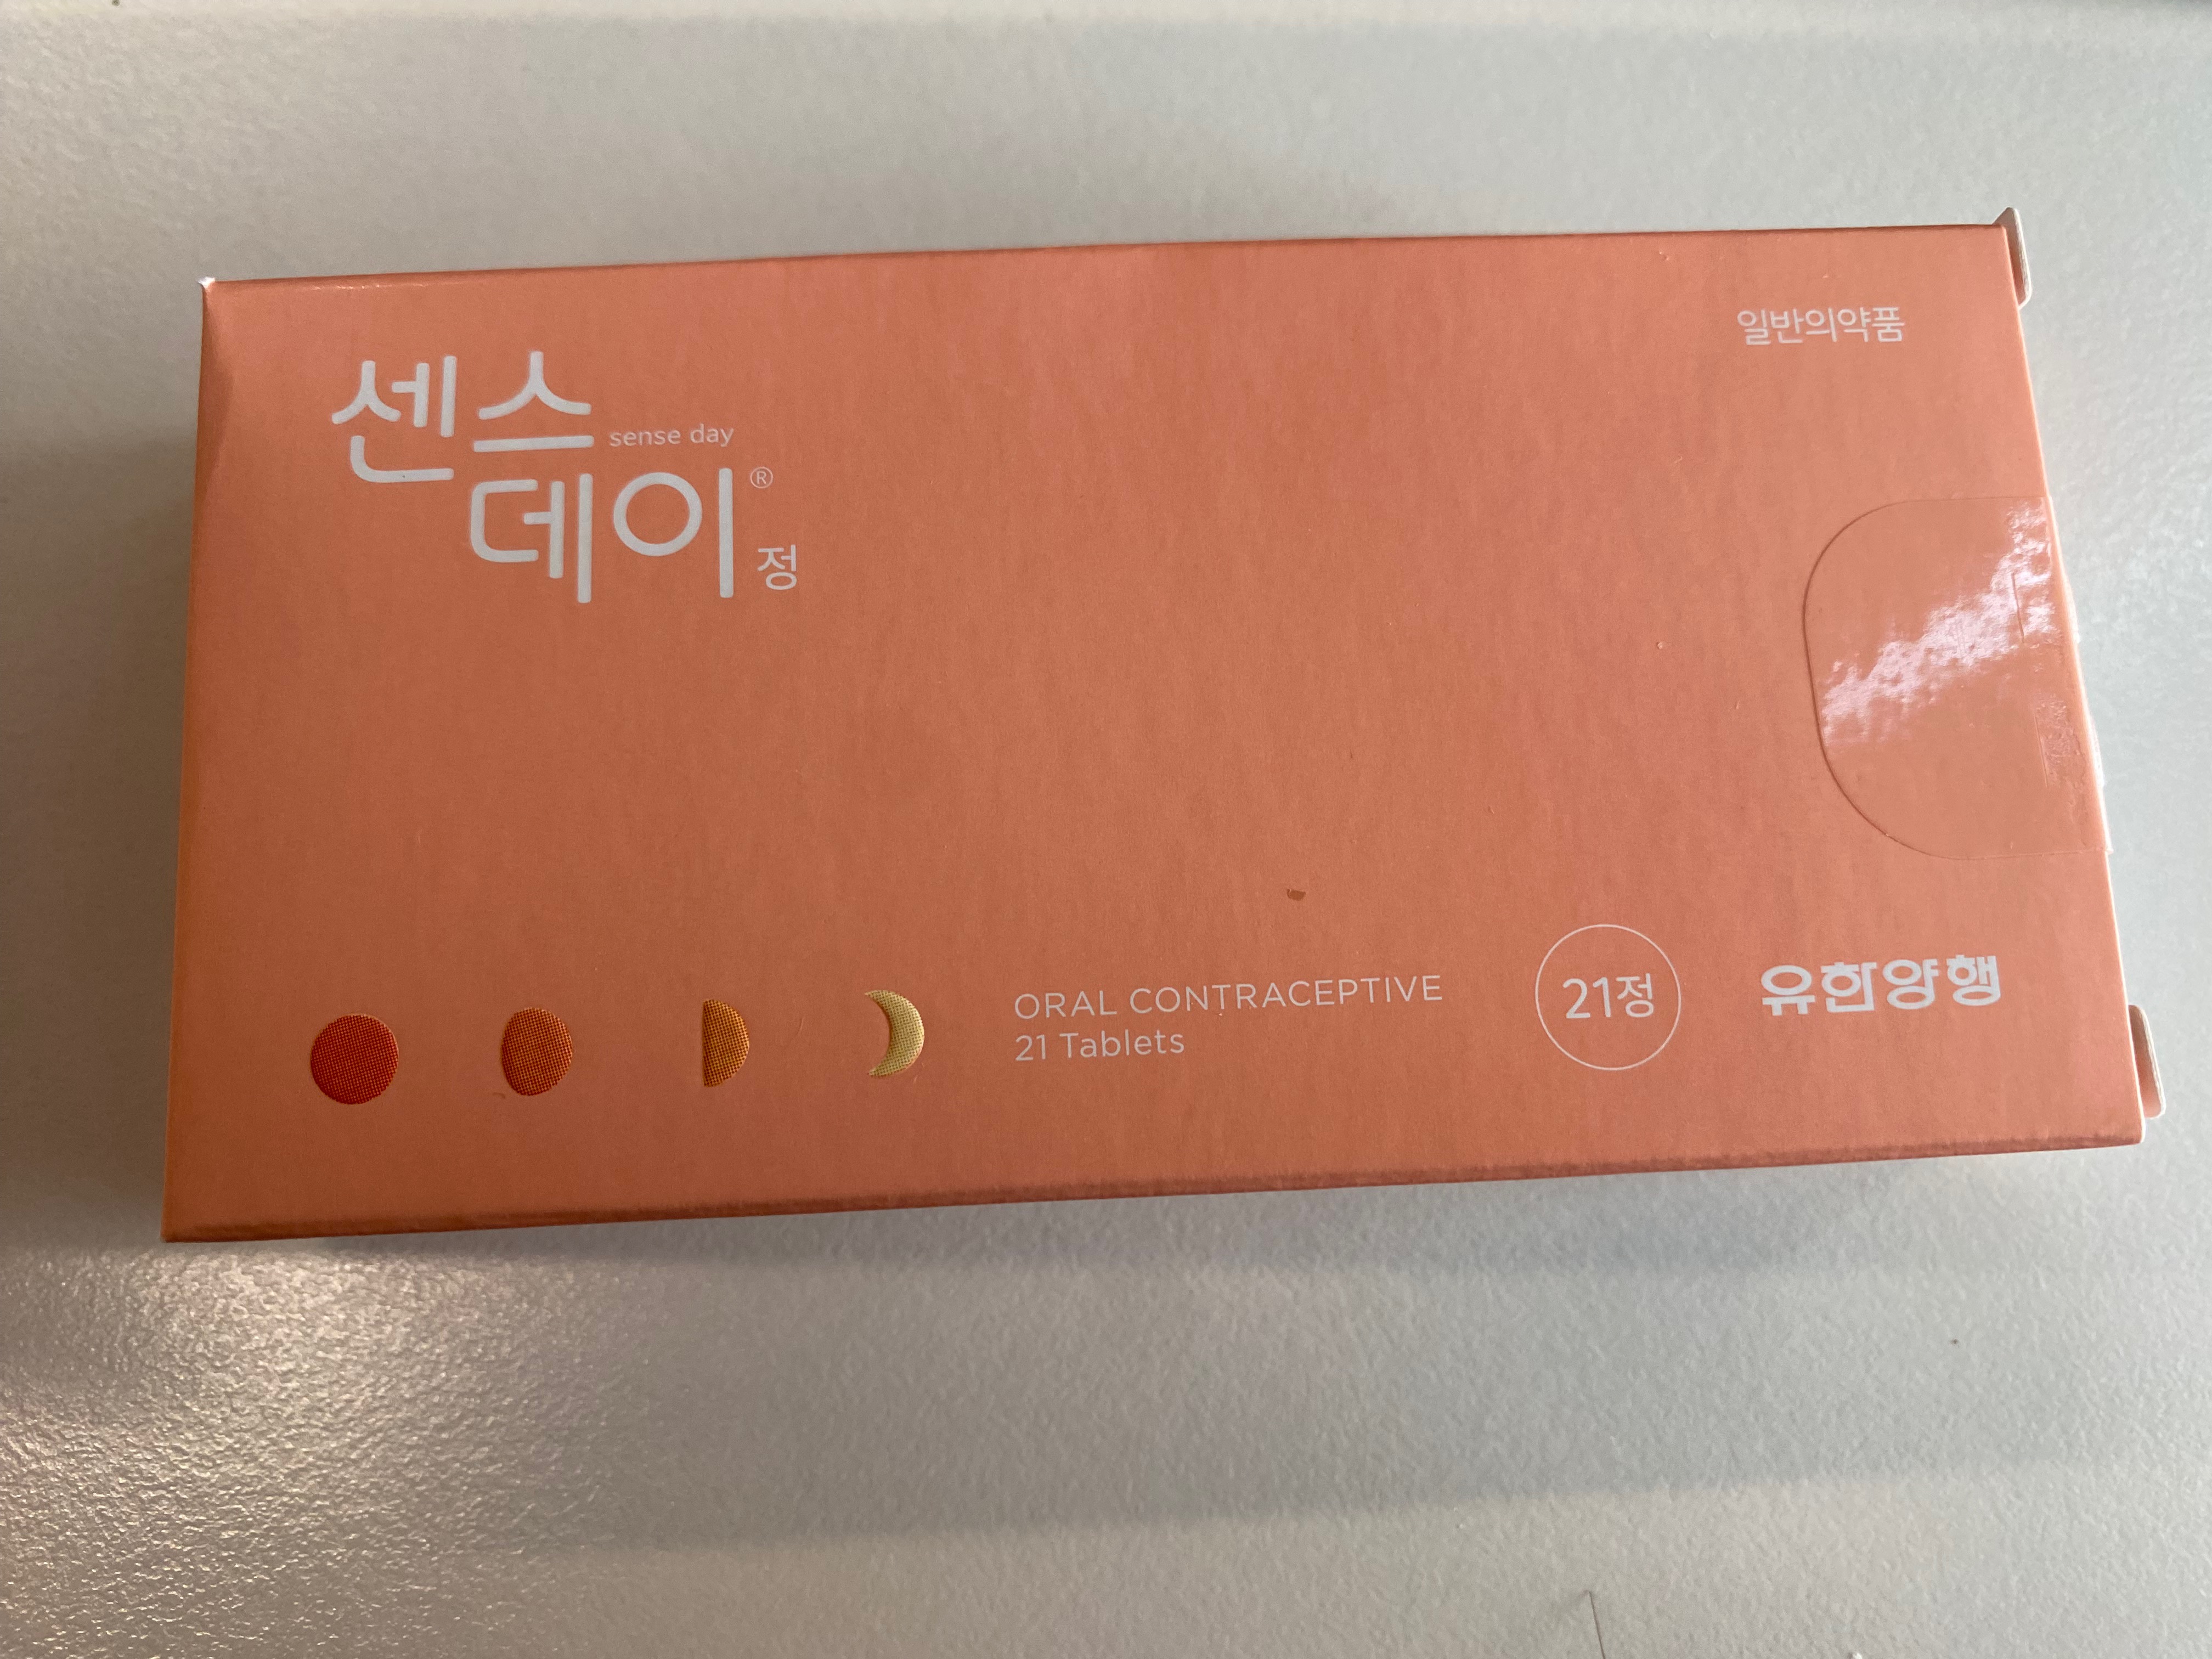 일반의약품
센스
sense day
데이®
정
ORAL CONTRACEPTIVE
21 Tablets
21정
유한양행